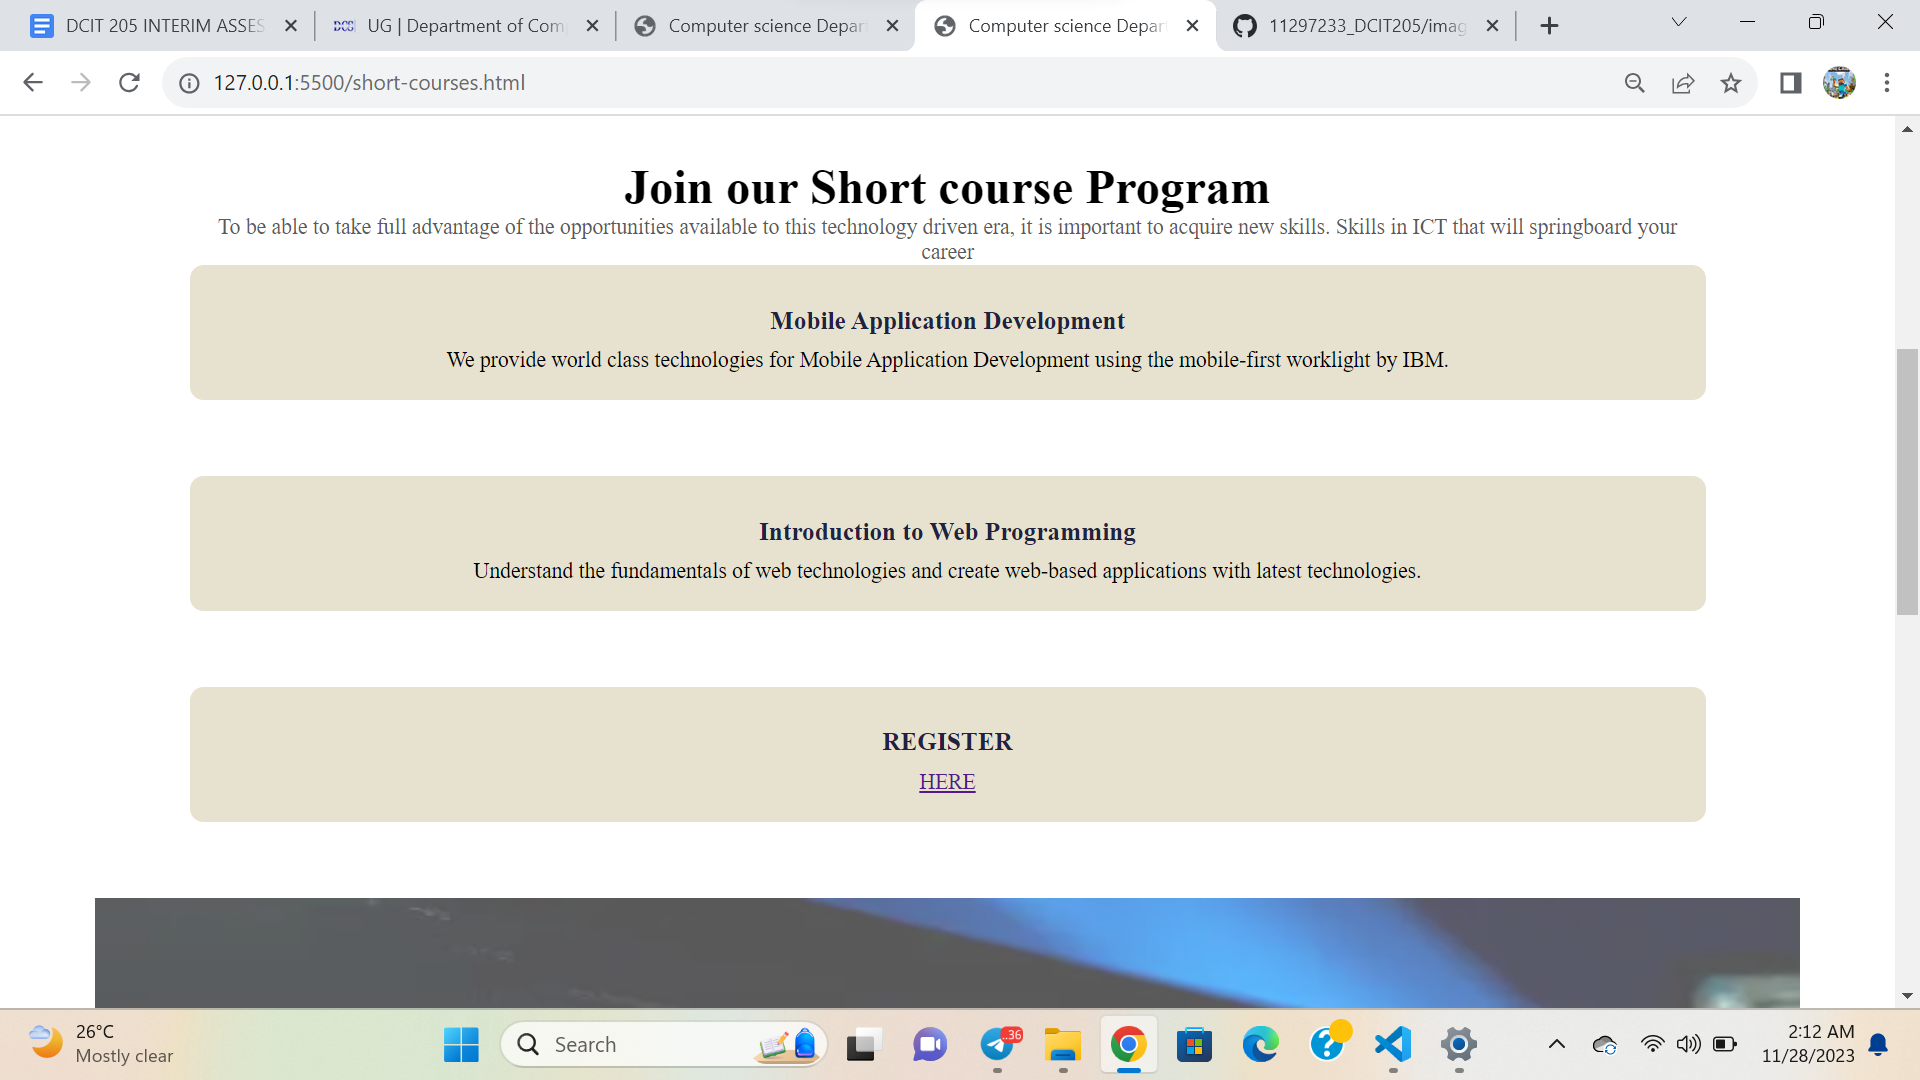 DCIT 205 INTERIM ASSES
UG | Department of Com
Computer science Depar
Computer science Depar
11297233_DCIT205/imag
127.0.0.1:5500/short-courses.html
Join our Short course Program
To be able to take full advantage of the opportunities available to this technology driven era, it is important to acquire new skills. Skills in ICT that will springboard your
career
Mobile Application Development
We provide world class technologies for Mobile Application Development using the mobile-first worklight by IBM.
Introduction to Web Programming
Understand the fundamentals of web technologies and create web-based applications with latest technologies.
REGISTER
HERE
26°C
Mostly clear
Search
..36
2:12 AM
11/28/2023